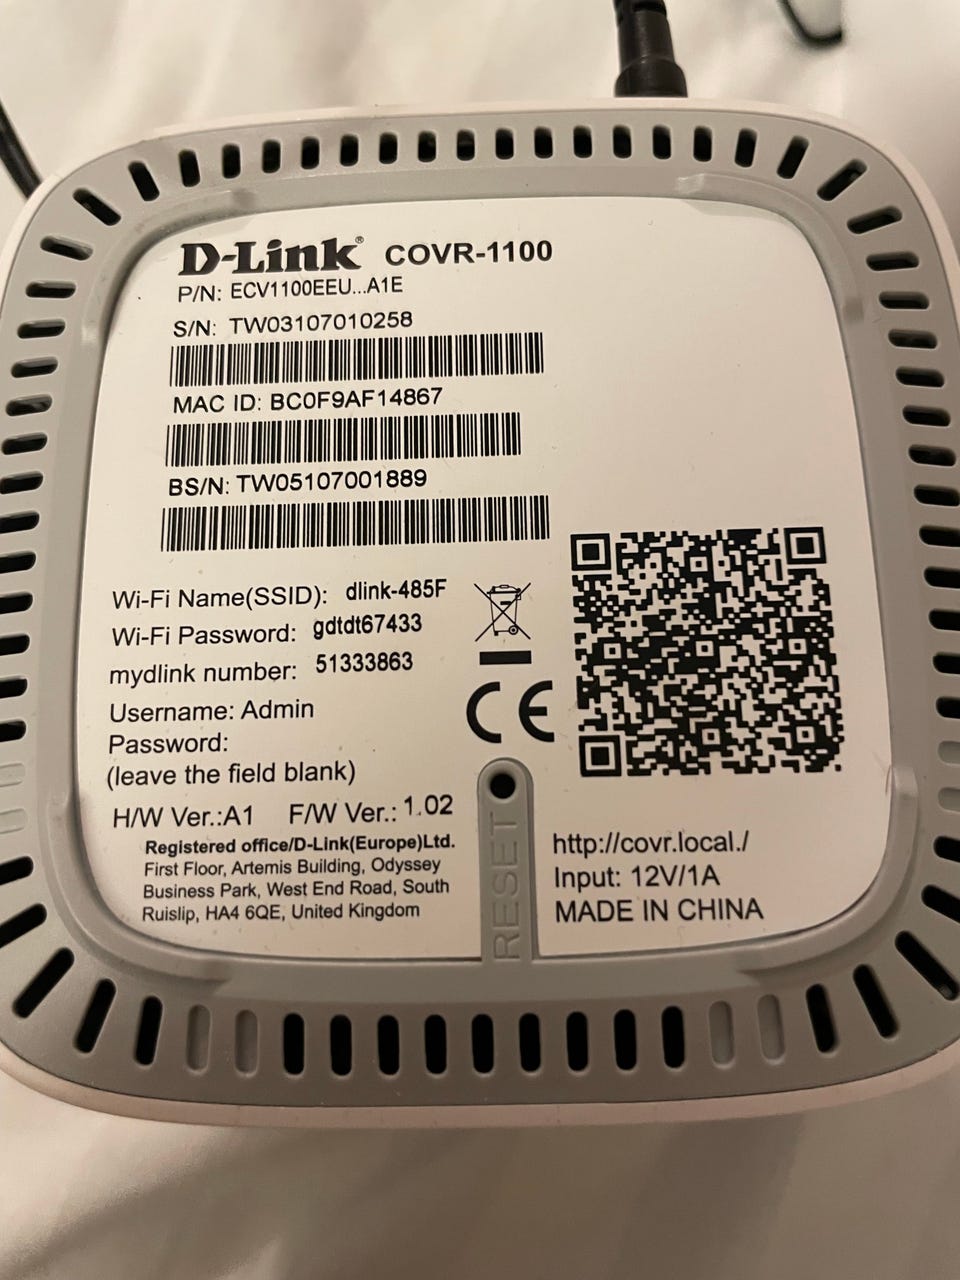 D-Link® COVR-1100
P/N: ECV1100EEU...A1E
S/N: TW03107010258
MAC ID: BC0F9AF14867
BS/N: TW05107001889
Wi-Fi Name(SSID): dlink-485F
Wi-Fi Password: gdtdt67433
mydlink number: 51333863
Username: Admin
Password:
(leave the field blank)
H/W Ver.:A1 F/W Ver.: 1.02
Registered office/D-Link(Europe)Ltd.
First Floor, Artemis Building, Odyssey
Business Park, West End Road, South
Ruislip, HA4 6QE, United Kingdom
CE
RESET
http://covr.local./
Input: 12V/1A
MADE IN CHINA